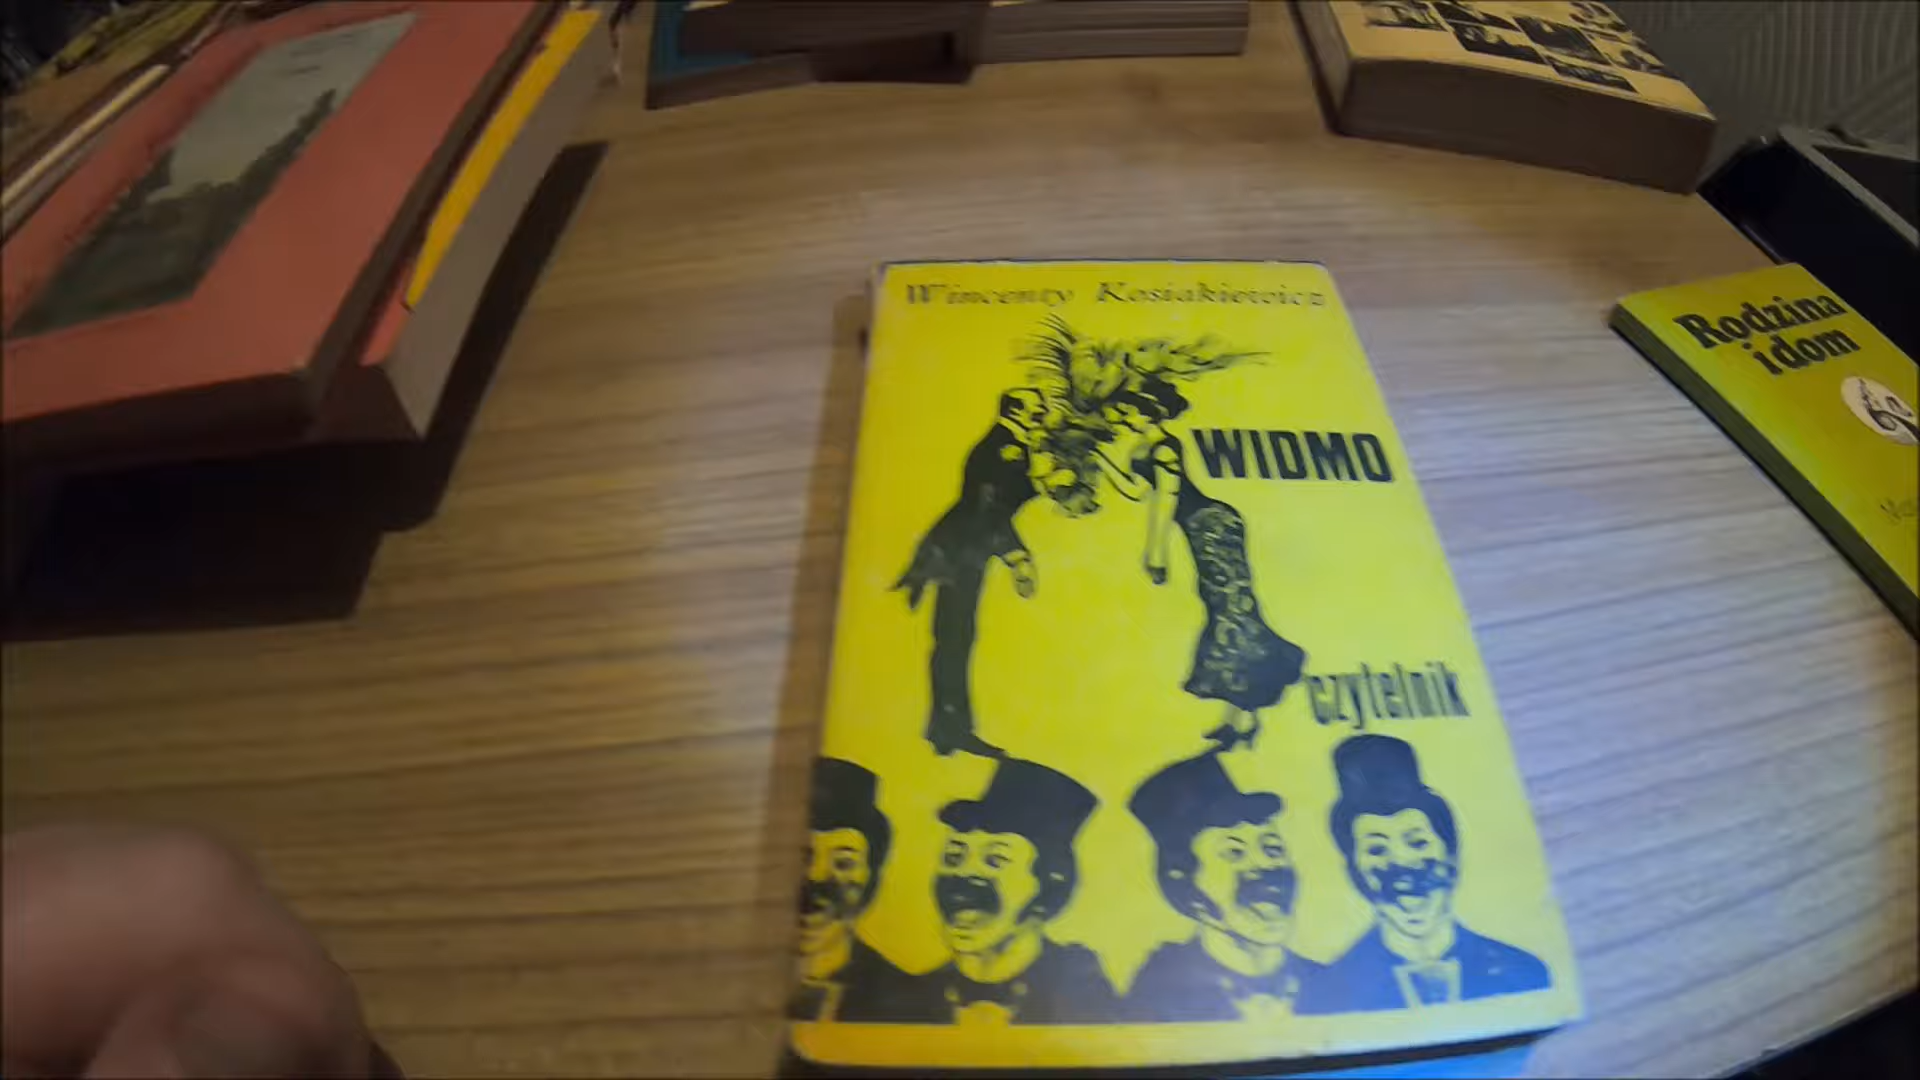 Wincenty Kosiakiewicz
WIDMO
czytelnik
Rodzina
i dom